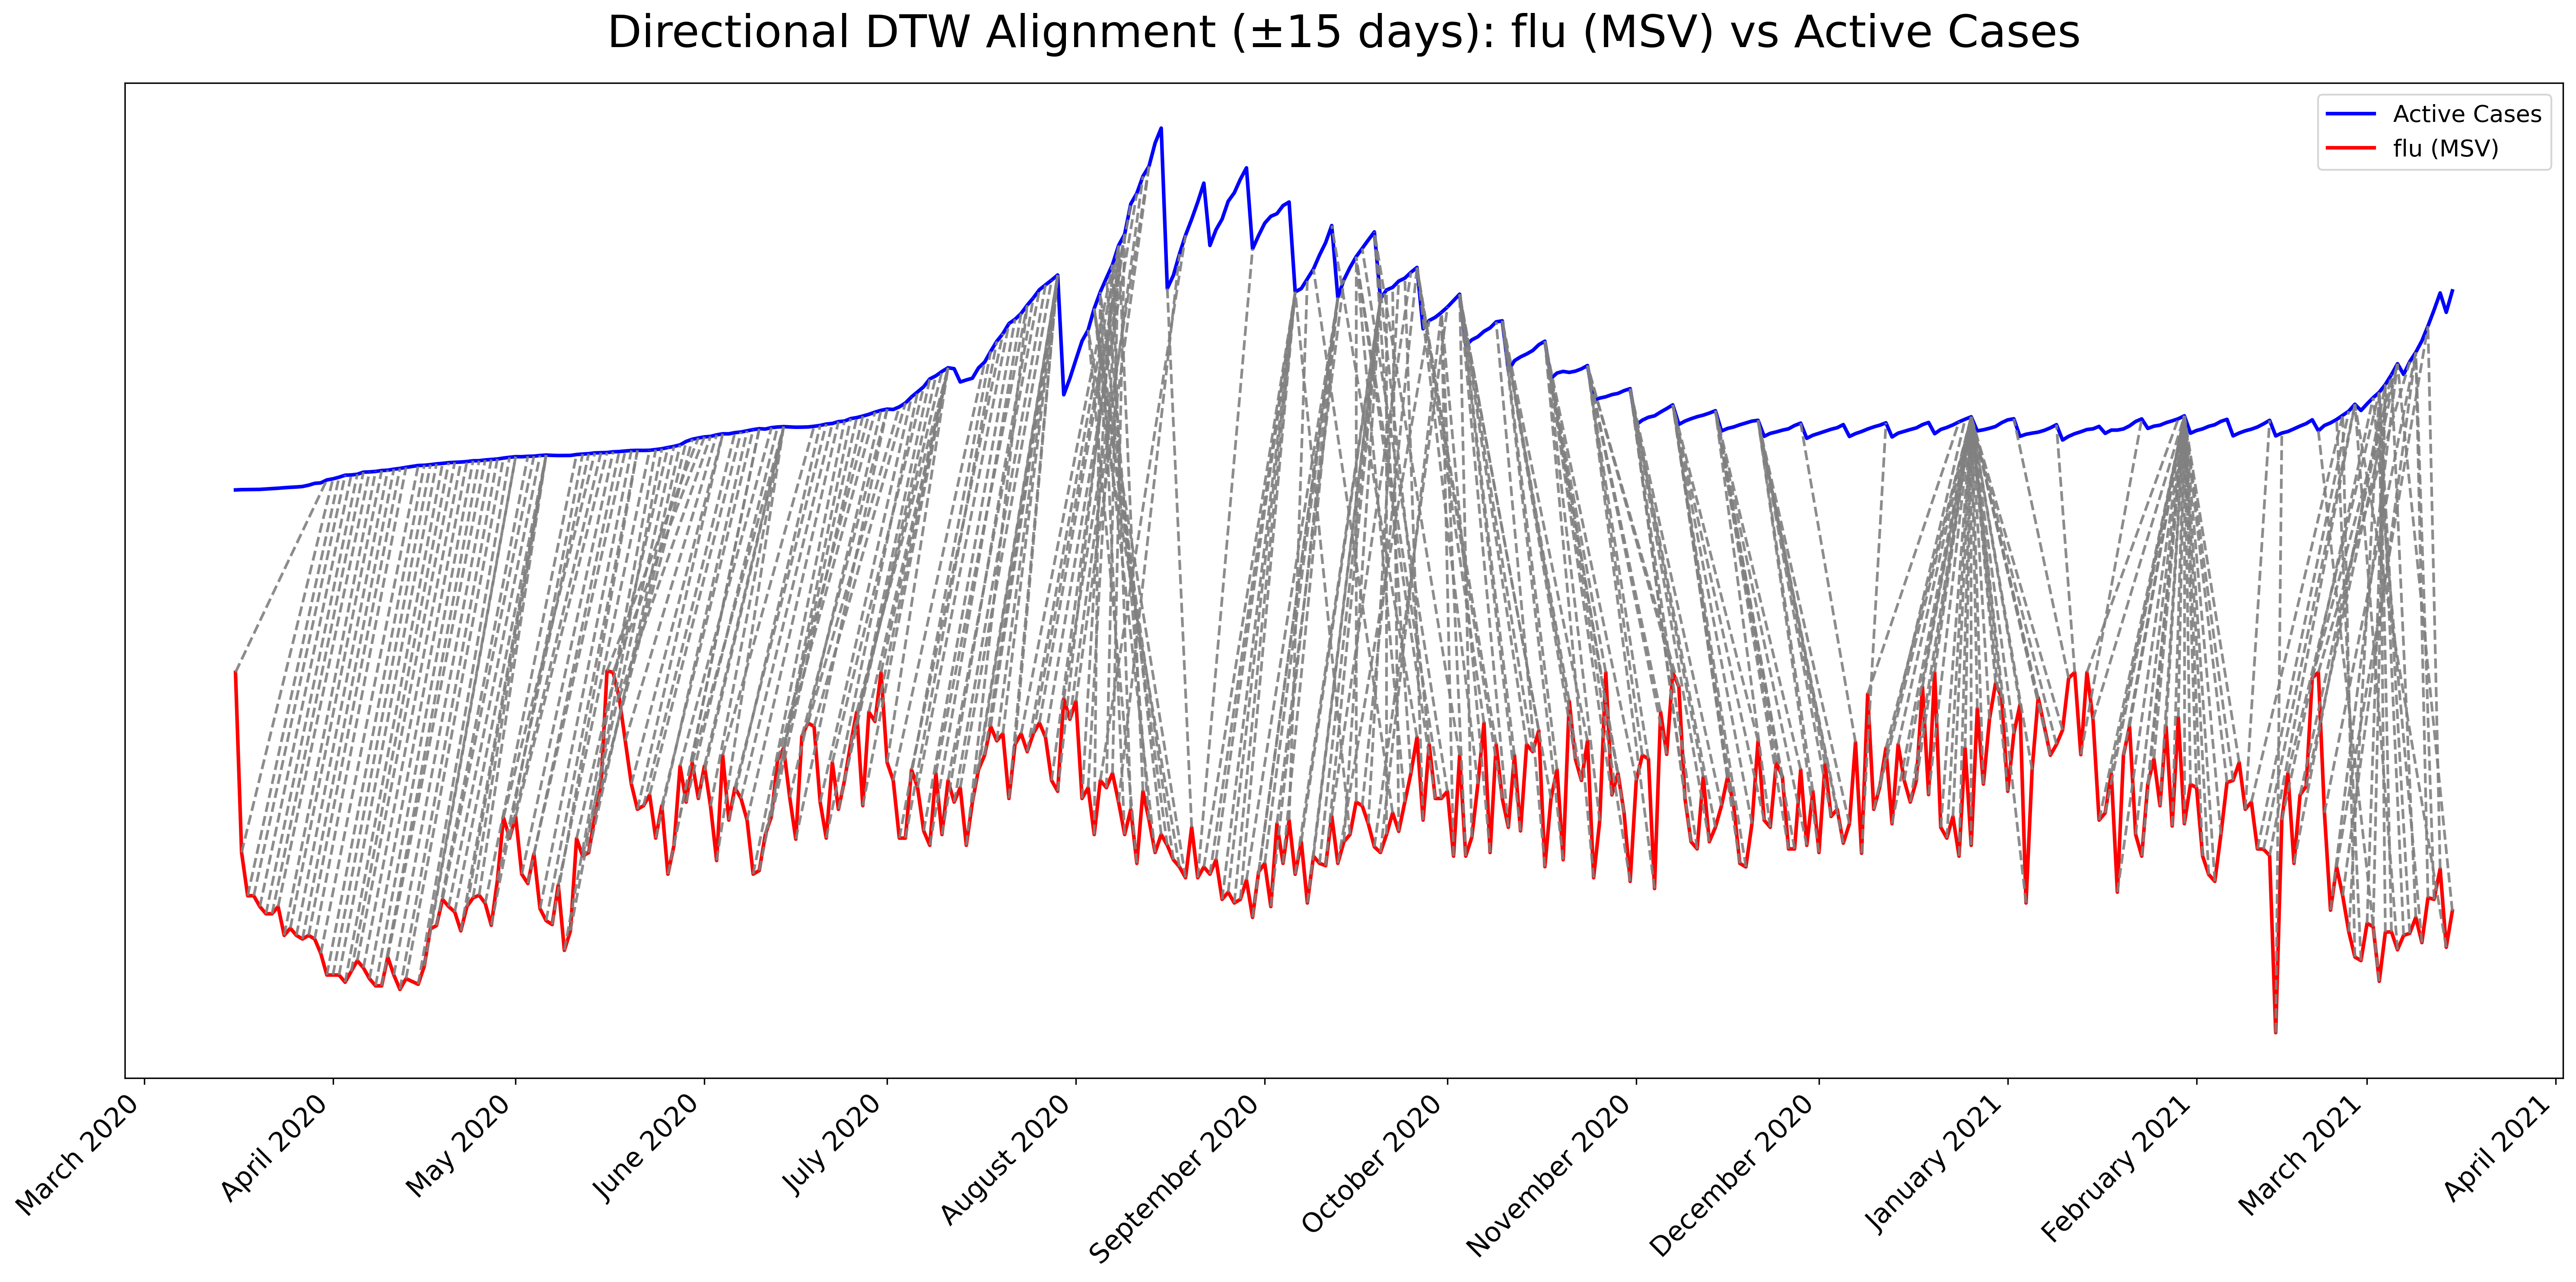 Directional DTW Alignment (±15 days): flu (MSV) vs Active Cases
Active Cases
flu (MSV)
March 2020
April 2020
May 2020
June 2020
July 2020
August 2020
September 2020
October 2020
November 2020
December 2020
January 2021
February 2021
March 2021
April 2021